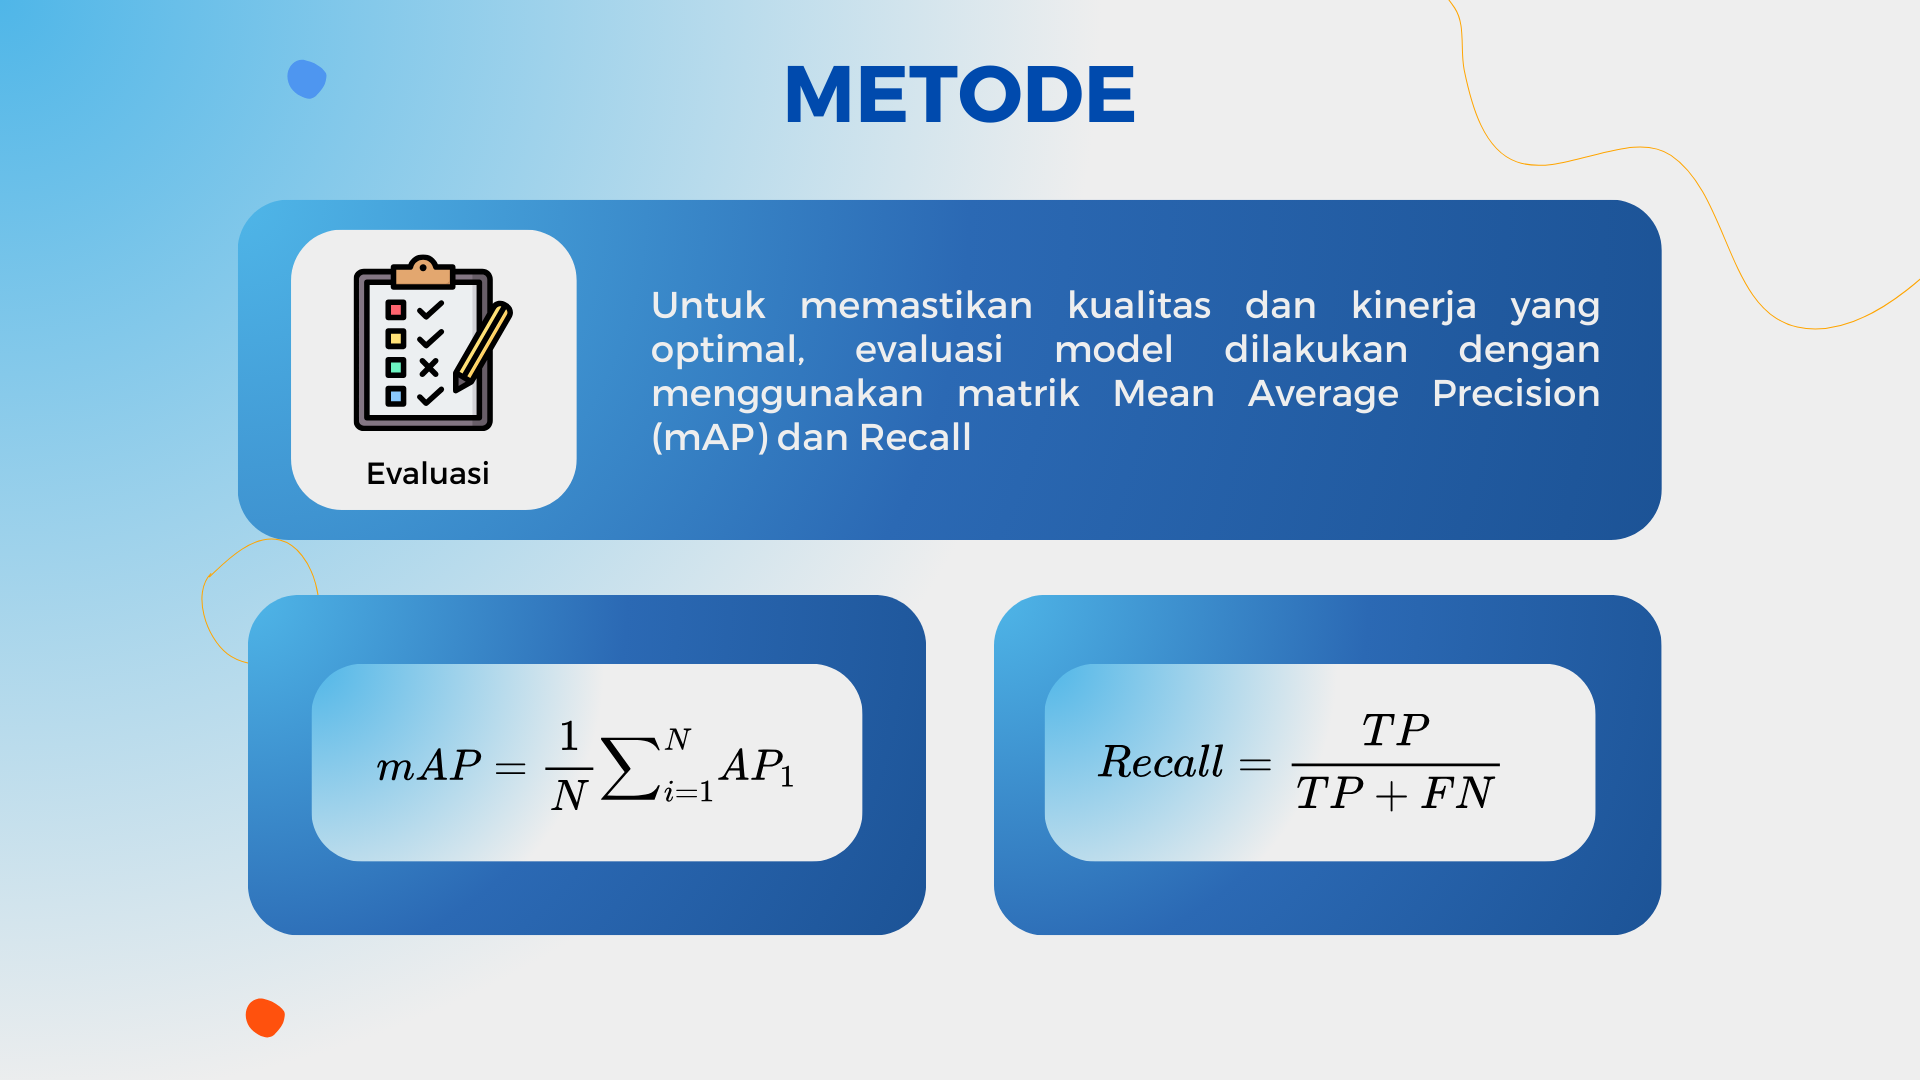 METODE
Untuk memastikan kualitas dan kinerja yang
optimal, evaluasi model dilakukan dengan
menggunakan matrik Mean Average Precision
(mAP) dan Recall
Evaluasi
mAP = \frac{1}{N} \sum_{i=1}^{N} AP_1
Recall = \frac{TP}{TP + FN}